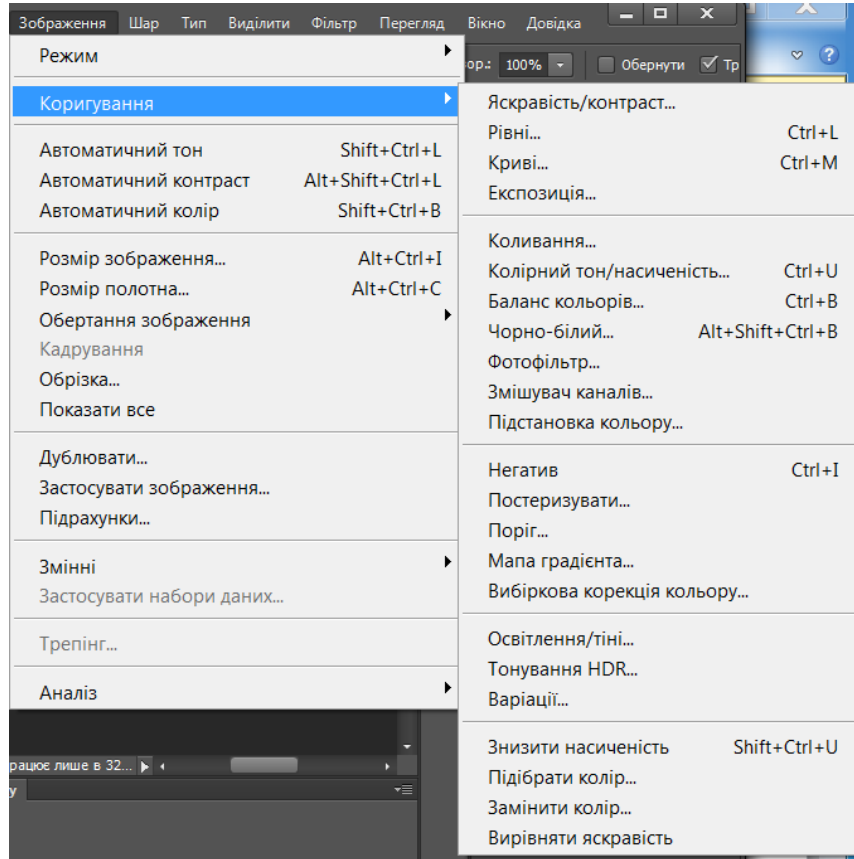 Зображення Шар Тип Виділити Фільтр Перегляд Вікно Довідка
ор.: 100% Обернути Тр
Режим
Коригування
Автоматичний тон Shift+Ctrl+L
Автоматичний контраст Alt+Shift+Ctrl+L
Автоматичний колір Shift+Ctrl+B
Розмір зображення... Alt+Ctrl+I
Розмір полотна... Alt+Ctrl+C
Обертання зображення
Кадрування
Обрізка...
Показати все
Дублювати...
Застосувати зображення...
Підрахунки...
Змінні
Застосувати набори даних...
Трепінг...
Аналіз
рацює лише в 32...
у
Яскравість/контраст...
Рівні... Ctrl+L
Криві... Ctrl+M
Експозиція...
Коливання...
Колірний тон/насиченість... Ctrl+U
Баланс кольорів... Ctrl+B
Чорно-білий... Alt+Shift+Ctrl+B
Фотофільтр...
Змішувач каналів...
Підстановка кольору...
Негатив Ctrl+I
Постеризувати...
Поріг...
Мапа градієнта...
Вибіркова корекція кольору...
Освітлення/тіні...
Тонування HDR...
Варіації...
Знизити насиченість Shift+Ctrl+U
Підібрати колір...
Замінити колір...
Вирівняти яскравість